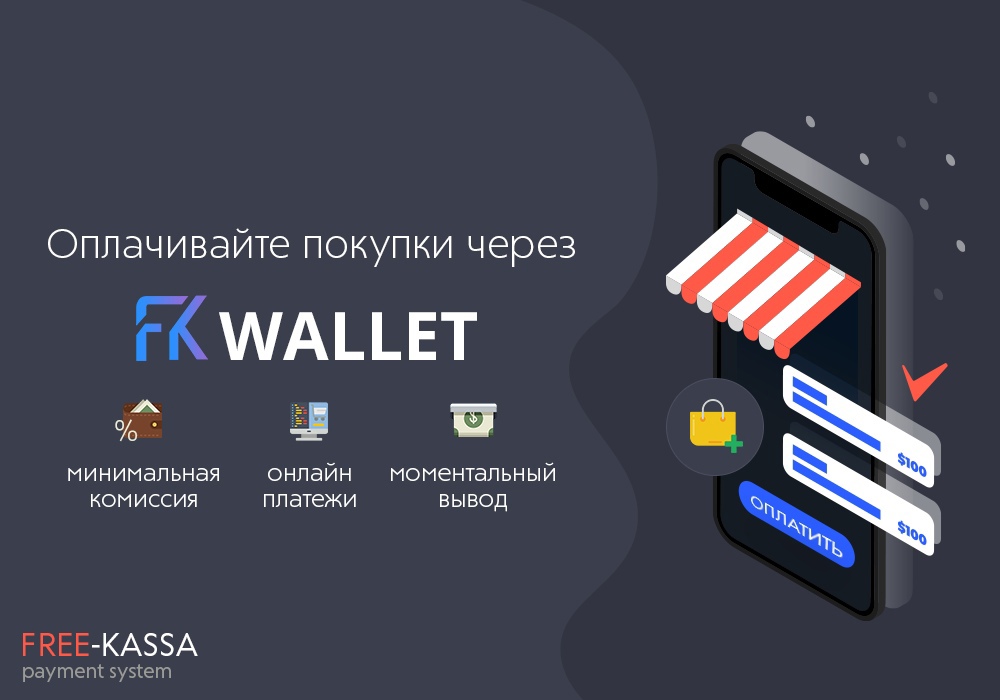 Оплачивайте покупки через
FK WALLET
%
минимальная
комиссия
онлайн
платежи
$
моментальный
вывод
$100
$100
ОПЛАТИТЬ
FREE-KASSA
payment system